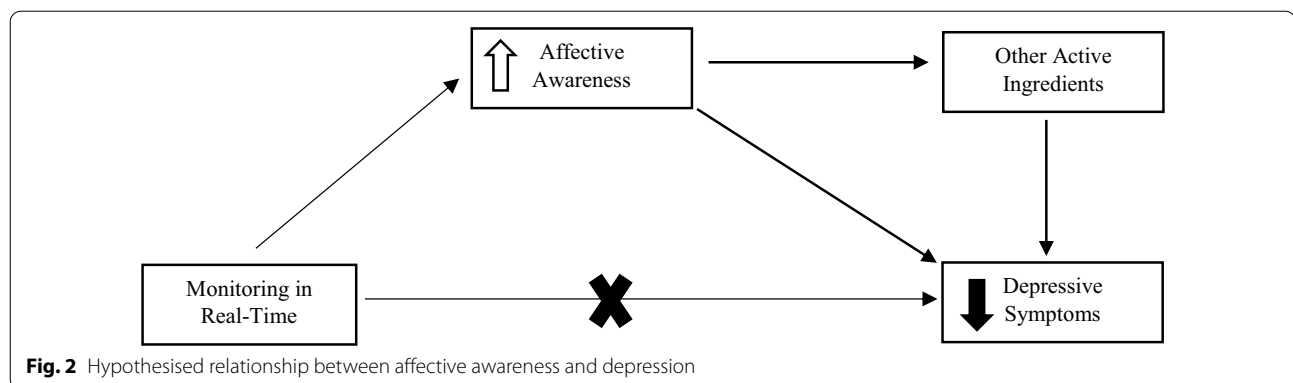 Affective
Awareness
Other Active
Ingredients
Monitoring in
Real-Time
Depressive
Symptoms
Fig. 2 Hypothesised relationship between affective awareness and depression